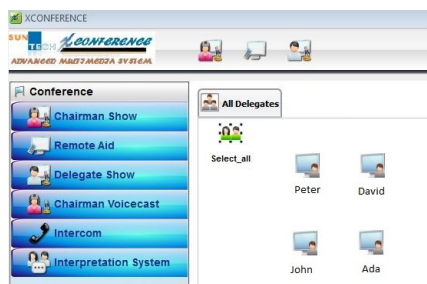 XCONFERENCE
SUN TECH XCONFERENCE
ADVANCED MULTIMEDIA SYSTEM
Conference
Chairman Show
Remote Aid
Delegate Show
Chairman Voicecast
Intercom
Interpretation System
All Delegates
Select_all
Peter
David
John
Ada